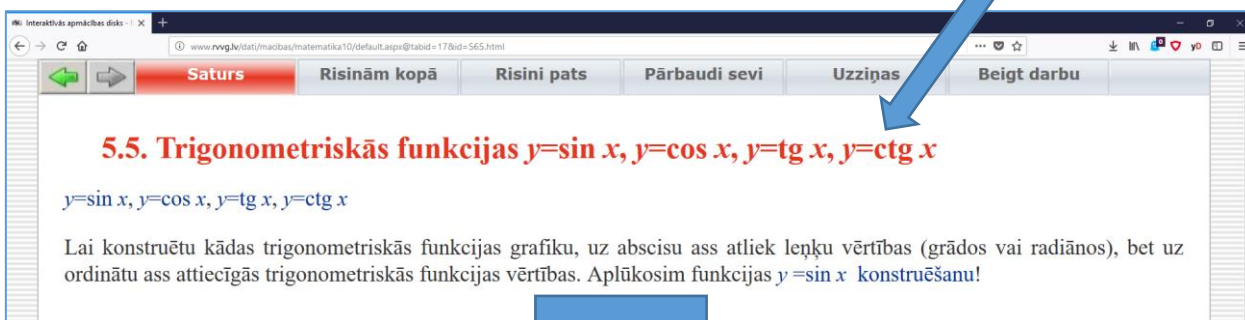 Interaktīvās apmācības disks -
www.rvvg.lv/dati/macibas/matematika10/default.aspx@tabid=17&id=565.html
Saturs Risinām kopā Risini pats Pārbaudi sevi Uzziņas Beigt darbu
5.5. Trigonometriskās funkcijas y=sin x, y=cos x, y=tg x, y=ctg x
y=sin x, y=cos x, y=tg x, y=ctg x
Lai konstruētu kādas trigonometriskās funkcijas grafiku, uz abscisu ass atliek leņķu vērtības (grādos vai radiānos), bet uz
ordinātu ass attiecīgās trigonometriskās funkcijas vērtības. Aplūkosim funkcijas y =sin x konstruēšanu!